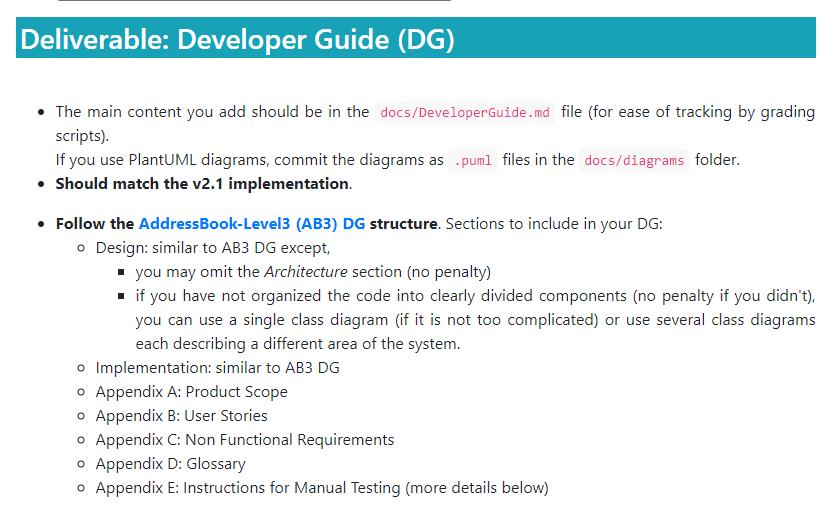 Deliverable: Developer Guide (DG)
• The main content you add should be in the docs/DeveloperGuide.md file (for ease of tracking by grading
scripts).
If you use PlantUML diagrams, commit the diagrams as .puml files in the docs/diagrams folder.
• Should match the v2.1 implementation.
• Follow the AddressBook-Level3 (AB3) DG structure. Sections to include in your DG:
○ Design: similar to AB3 DG except,
▪ you may omit the Architecture section (no penalty)
▪ if you have not organized the code into clearly divided components (no penalty if you didn't),
you can use a single class diagram (if it is not too complicated) or use several class diagrams
each describing a different area of the system.
○ Implementation: similar to AB3 DG
○ Appendix A: Product Scope
○ Appendix B: User Stories
○ Appendix C: Non Functional Requirements
○ Appendix D: Glossary
○ Appendix E: Instructions for Manual Testing (more details below)